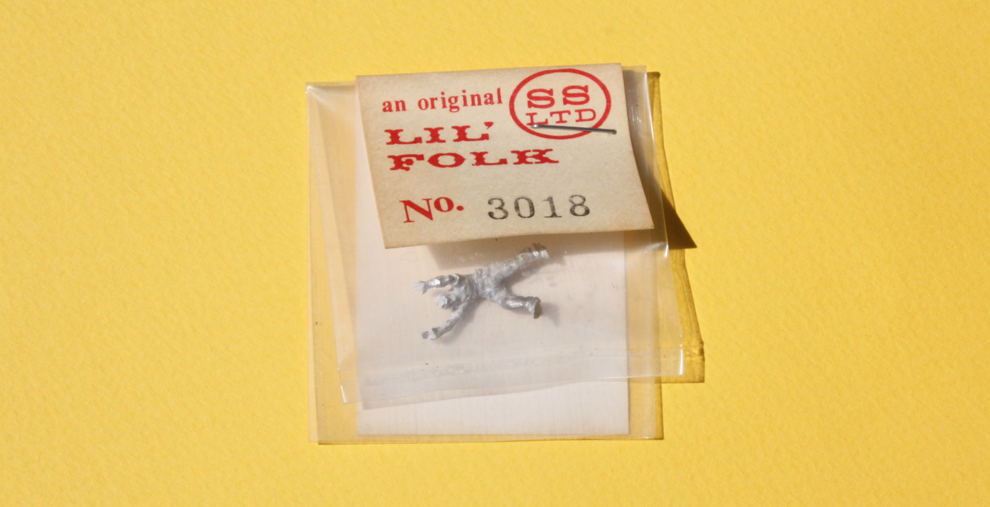 an original
SS
LTD
LIL'
FOLK
No. 3018